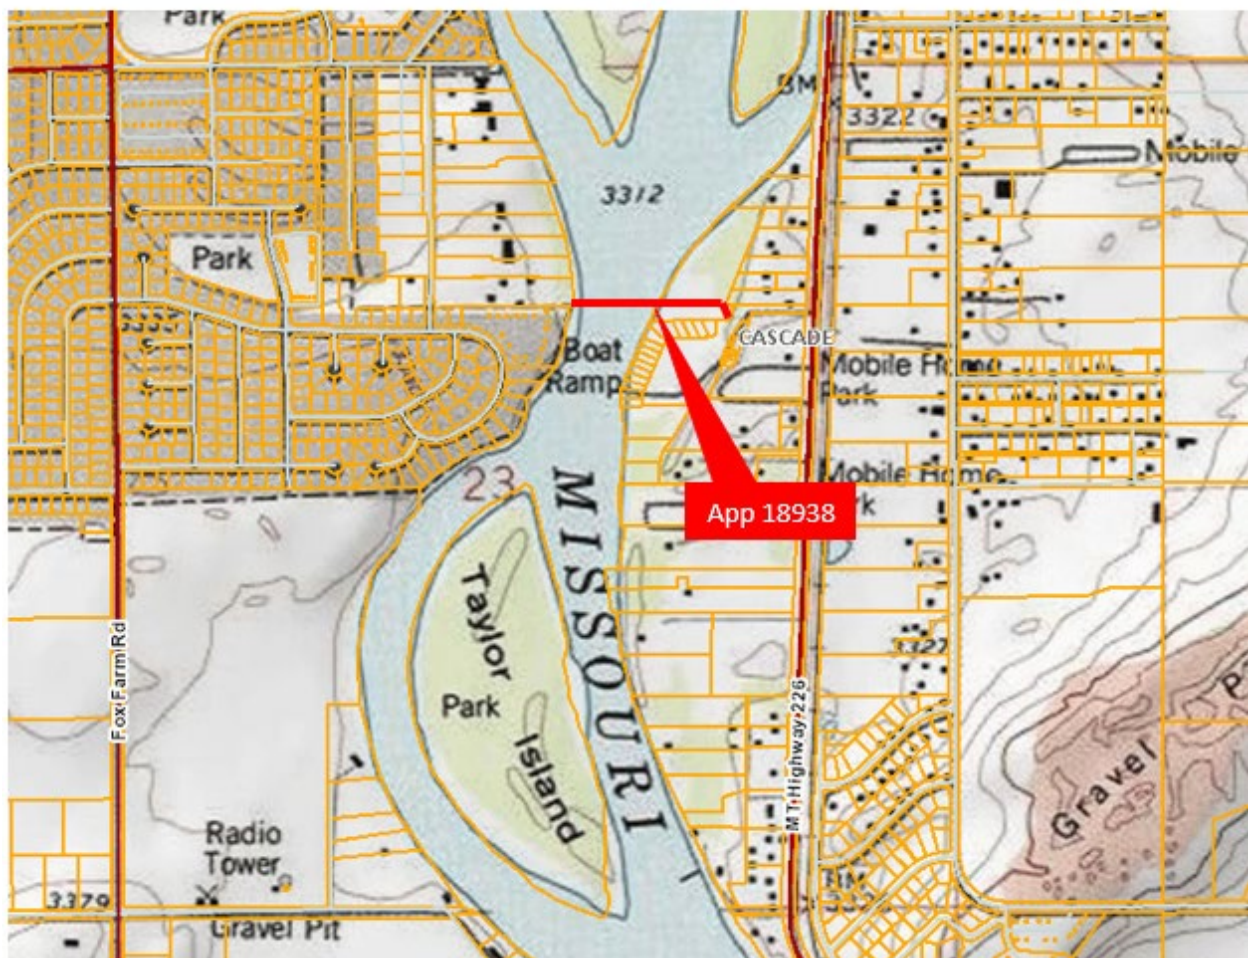 Park
BM
3322
Mobile
3312
Park
CASCADE
Boat
Ramp
Mobile Home
Park
23
Mobile Home
App 18938
MISSOURI
Taylor
Island
Park
Fox Farm Rd
3327
MT Highway 226
Gravel
Radio
Tower
3379
Gravel Pit
BM